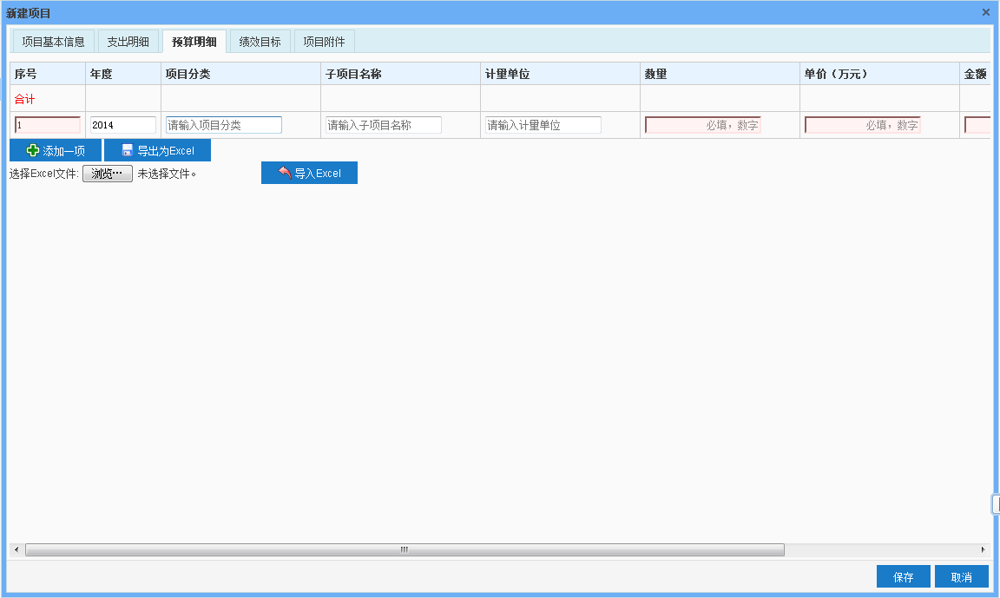 新建项目
项目基本信息 支出明细 预算明细 绩效目标 项目附件
序号 年度 项目分类 子项目名称 计量单位 数量 单价（万元） 金额
合计
1 2014 请输入项目分类 请输入子项目名称 请输入计量单位 必填，数字 必填，数字
添加一项 导出为Excel
选择Excel文件: 浏览… 未选择文件。 导入Excel
保存 取消